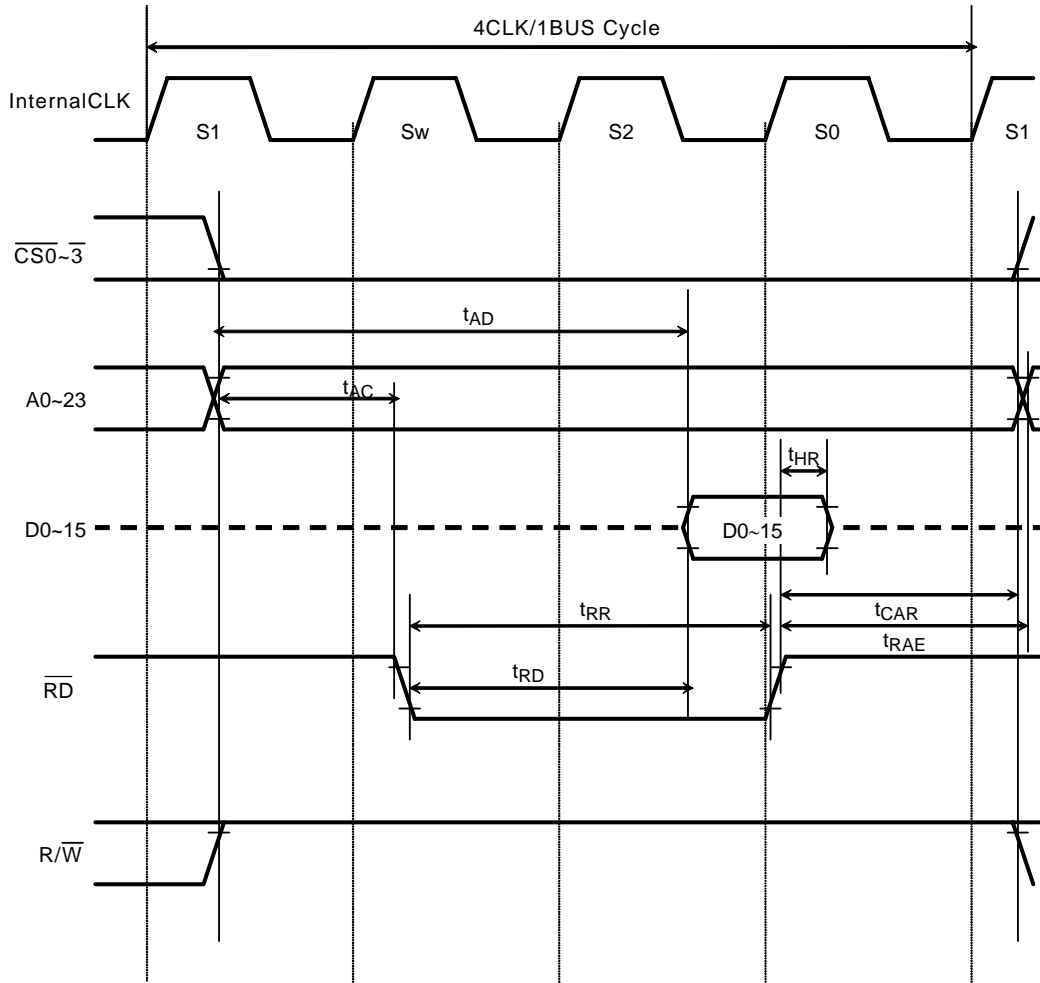 4CLK/1BUS Cycle
InternalCLK
S1 Sw S2 S0 S1
CS0~3
tAD
A0~23
tAC
tHR
D0~15
D0~15
tRR
tCAR
tRAE
RD
tRD
R/W